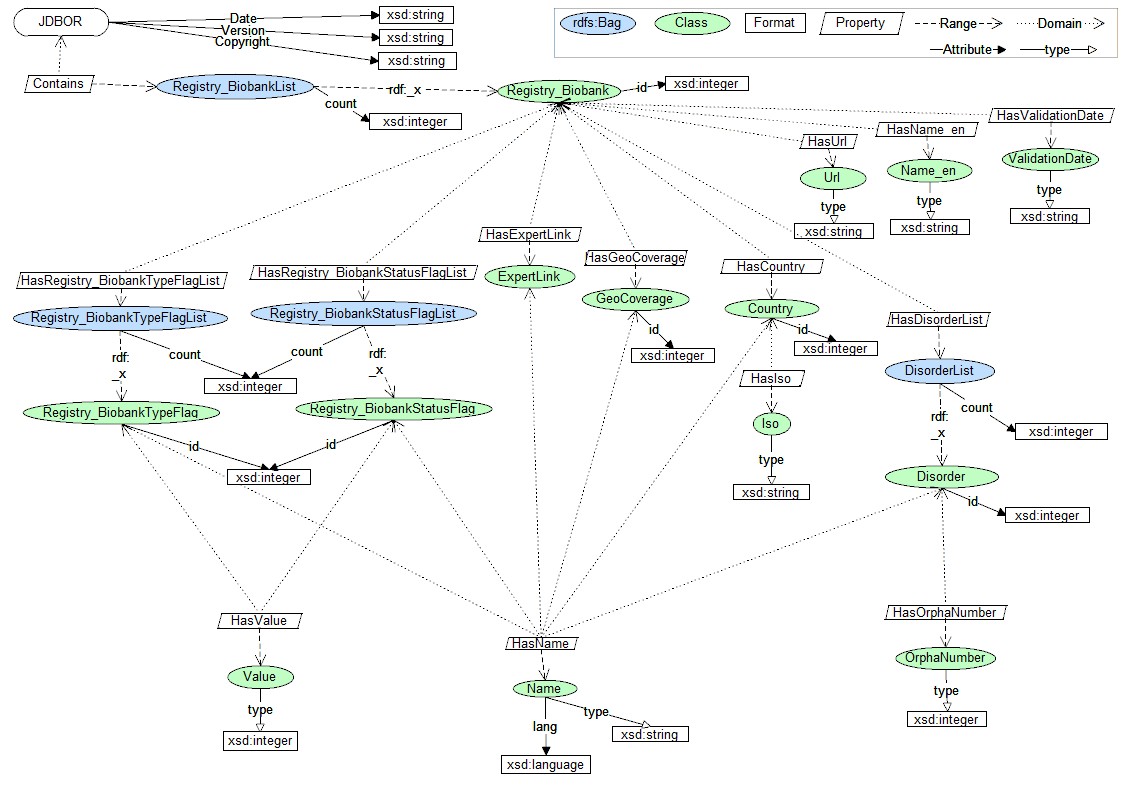 JDBOR
Date
Version
Copyright
xsd:string
xsd:string
xsd:string
rdfs:Bag
Class
Format
Property
Range
Domain
Attribute
type
Contains
Registry_BiobankList
rdf:_x
Registry_Biobank
id
xsd:integer
count
xsd:integer
HasUrl
HasName_en
HasValidationDate
Url
Name_en
ValidationDate
type
type
type
xsd:string
xsd:string
xsd:string
HasRegistry_BiobankTypeFlagList
HasRegistry_BiobankStatusFlagList
HasExpertLink
HasGeoCoverage
HasCountry
HasDisorderList
Registry_BiobankTypeFlagList
Registry_BiobankStatusFlagList
ExpertLink
GeoCoverage
Country
id
xsd:integer
id
xsd:integer
rdf:
_x
count
count
rdf:
_x
xsd:integer
HasIso
DisorderList
count
xsd:integer
rdf:
_x
Registry_BiobankTypeFlag
Registry_BiobankStatusFlag
Iso
type
xsd:string
id
id
xsd:integer
Disorder
id
xsd:integer
HasValue
HasName
HasOrphaNumber
Value
Name
OrphaNumber
type
type
lang
type
xsd:integer
xsd:string
xsd:language
xsd:integer